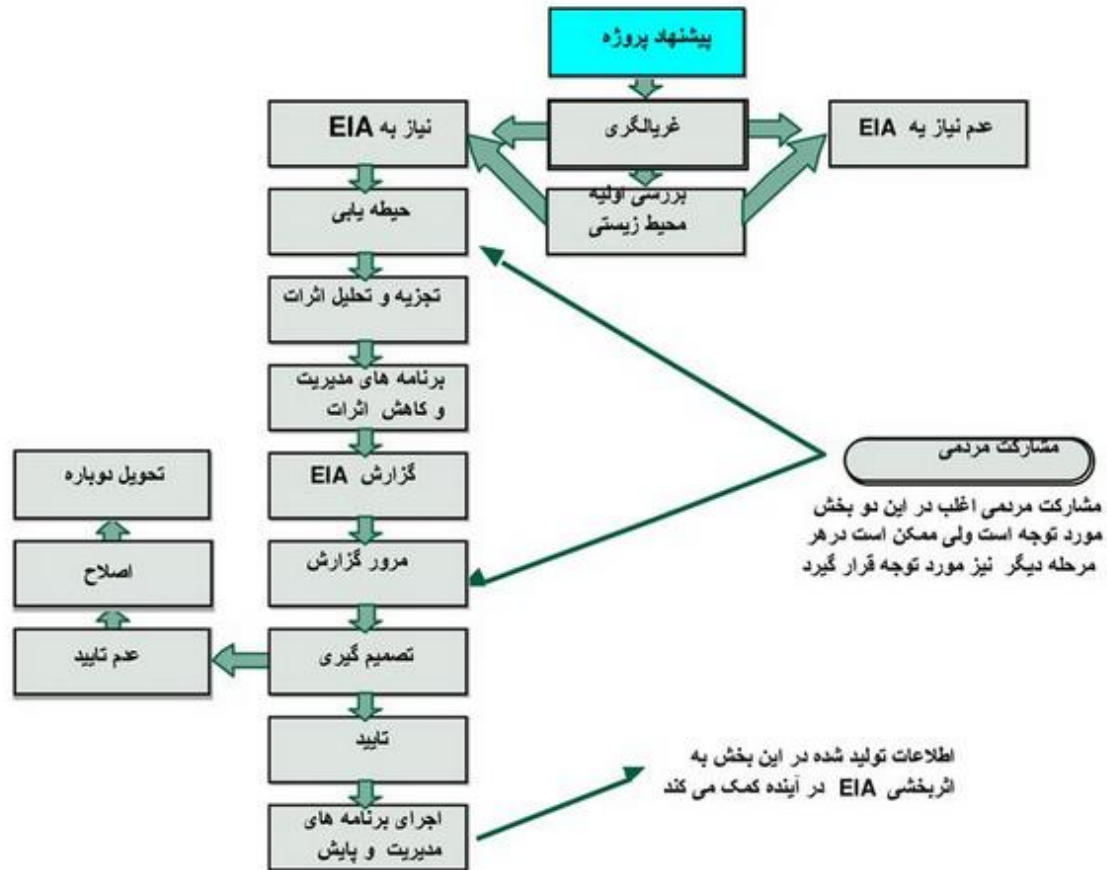 پیشنهاد پروژه
غربالگری
نیاز به EIA
عدم نیاز به EIA
بررسی اولیه
محیط زیستی
حیطه یابی
تجزیه و تحلیل اثرات
برنامه های مدیریت
و کاهش اثرات
گزارش EIA
مرور گزارش
تصمیم گیری
تایید
اجرای برنامه های
مدیریت و پایش
عدم تایید
اصلاح
تحویل دوباره
مشارکت مردمی
مشارکت مردمی اغلب در این دو بخش
مورد توجه است ولی ممکن است درهر
مرحله دیگر نیز مورد توجه قرار گیرد
اطلاعات تولید شده در این بخش به
اثربخشی EIA در آینده کمک می کند